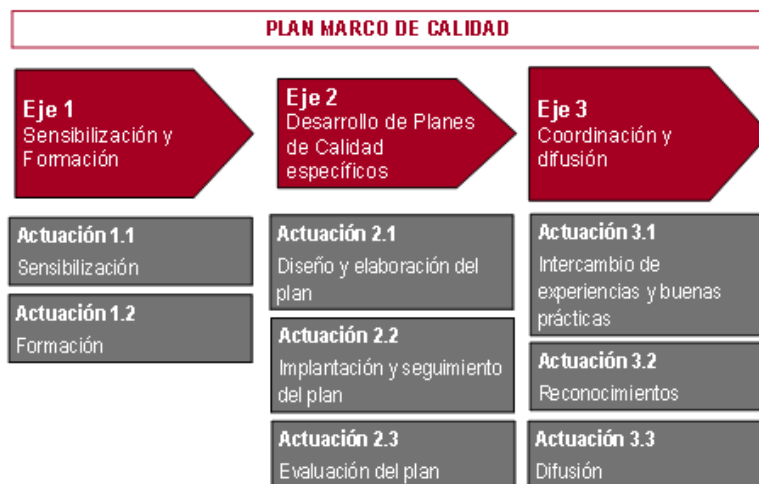 PLAN MARCO DE CALIDAD
Eje 1
Sensibilización y
Formación
Eje 2
Desarrollo de Planes
de Calidad
específicos
Eje 3
Coordinación y
difusión
Actuación 1.1
Sensibilización
Actuación 1.2
Formación
Actuación 2.1
Diseño y elaboración del
plan
Actuación 2.2
Implantación y seguimiento
del plan
Actuación 2.3
Evaluación del plan
Actuación 3.1
Intercambio de
experiencias y buenas
prácticas
Actuación 3.2
Reconocimientos
Actuación 3.3
Difusión